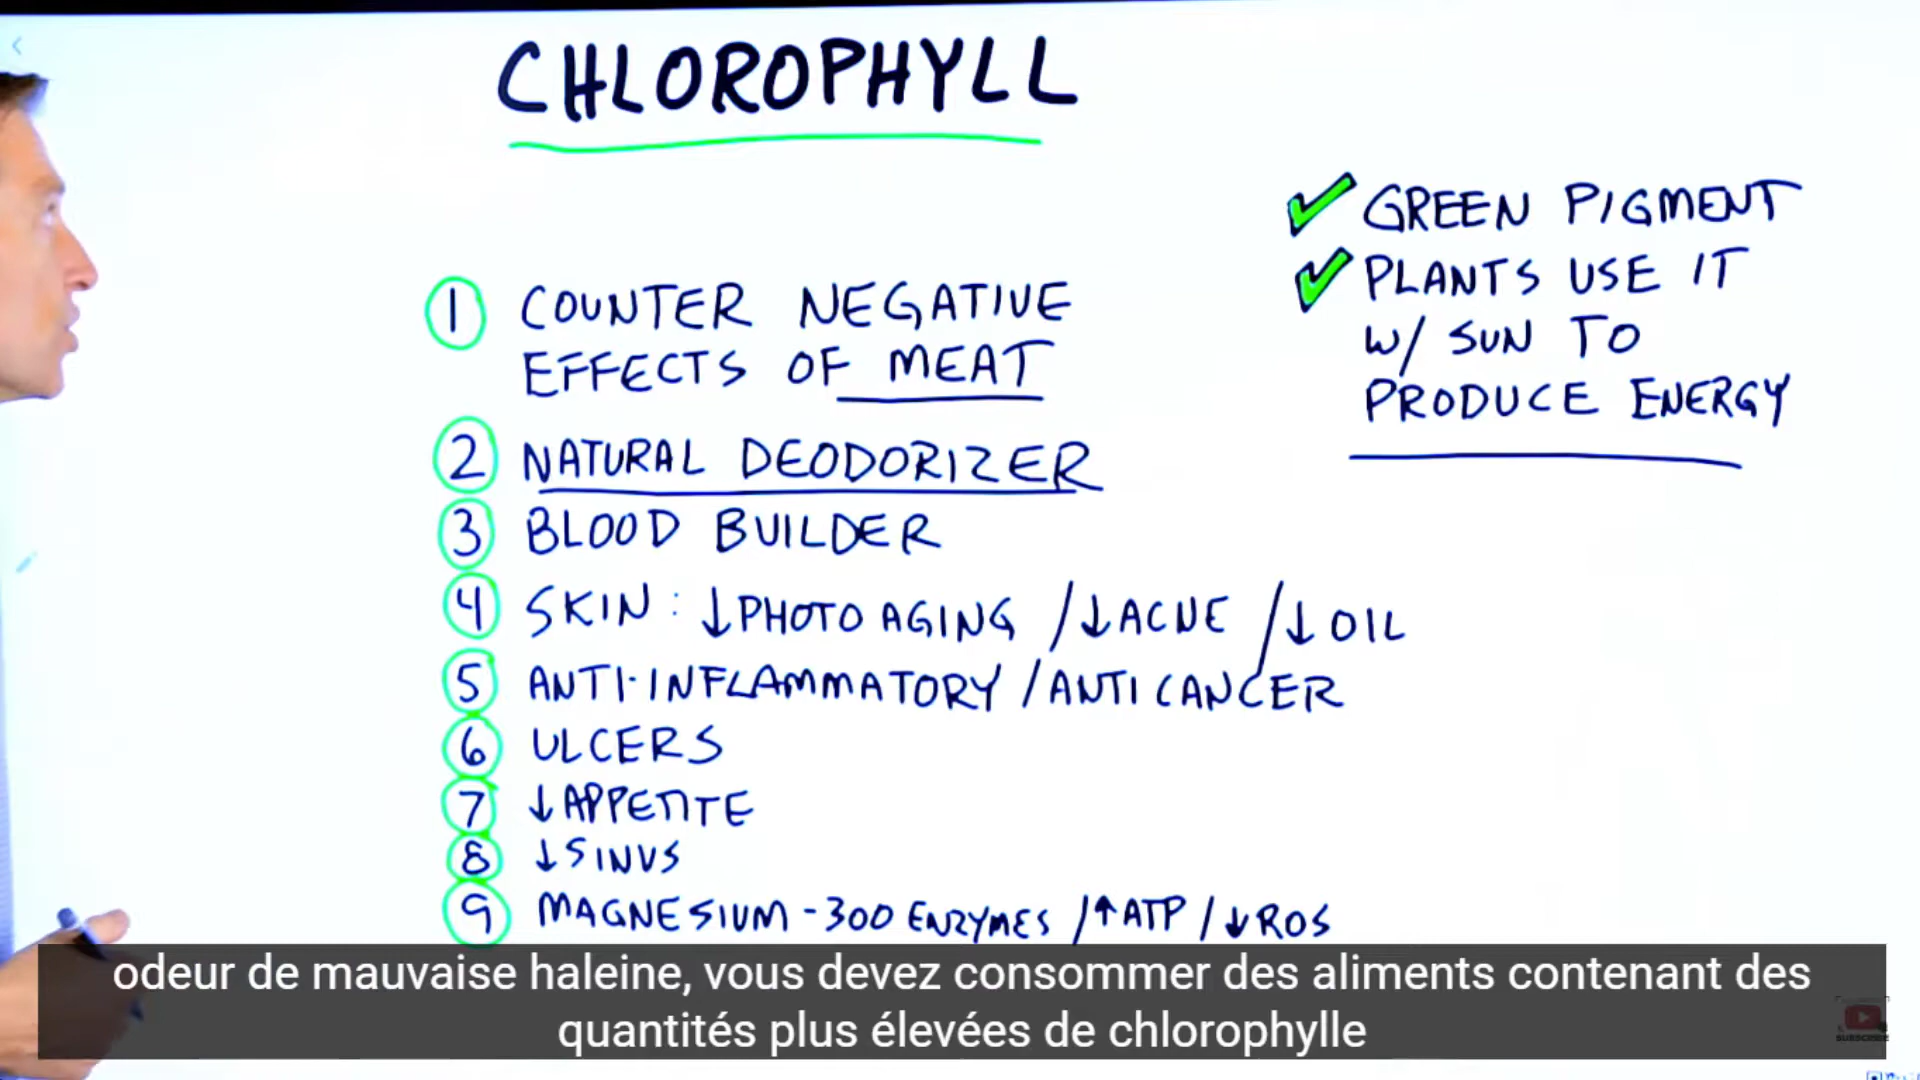 CHLOROPHYLL
✔ GREEN PIGMENT
✔ PLANTS USE IT
W/ SUN TO
PRODUCE ENERGY
1 COUNTER NEGATIVE
EFFECTS OF MEAT
2 NATURAL DEODORIZER
3 BLOOD BUILDER
4 SKIN: ↓PHOTO AGING /↓ACNE /↓OIL
5 ANTI-INFLAMMATORY /ANTI CANCER
6 ULCERS
7 ↓APPETITE
8 ↓SINUS
9 MAGNESIUM - 300 ENZYMES /↑ATP /↓ROS
odeur de mauvaise haleine, vous devez consommer des aliments contenant des
quantités plus élevées de chlorophylle
SUBSCRIBE